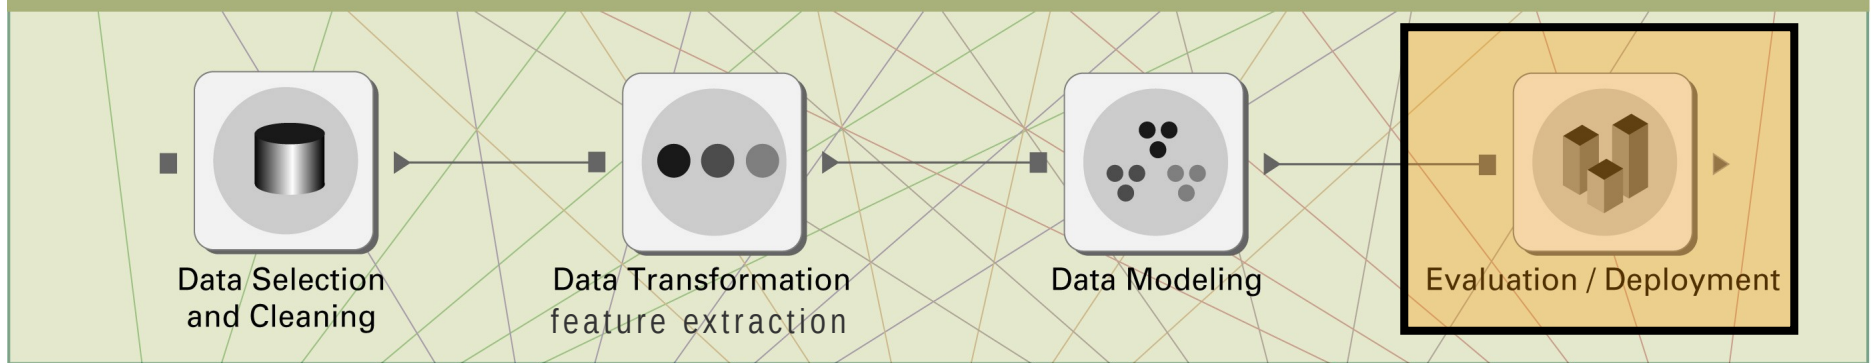 Data Selection
and Cleaning
Data Transformation
feature extraction
Data Modeling
Evaluation / Deployment